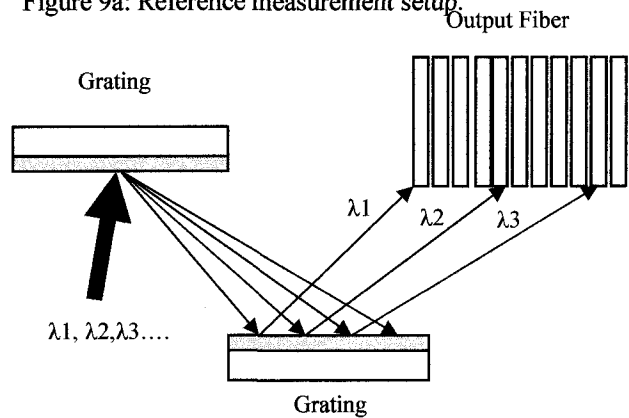 Figure 9a: Reference measurement setup.
Output Fiber
Grating
λ1
λ2
λ3
λ1, λ2,λ3….
Grating